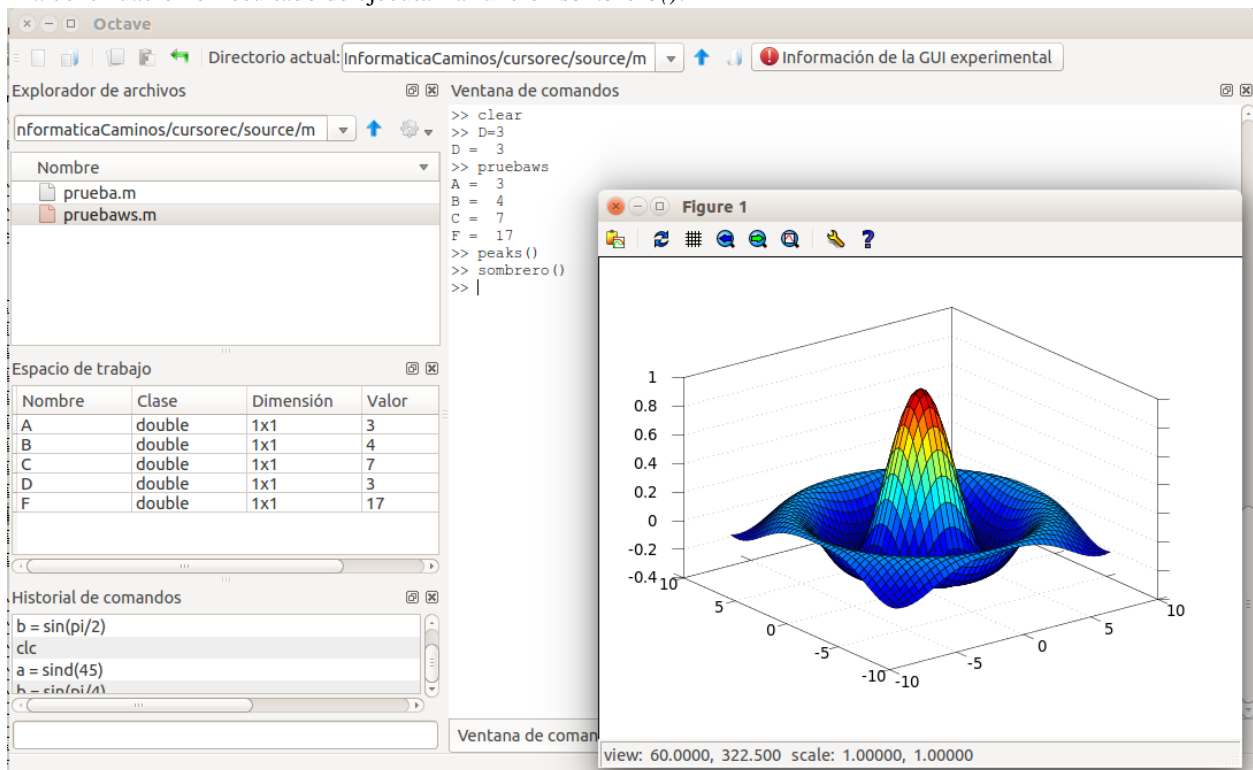 Octave
Directorio actual: nformaticaCaminos/cursorec/source/m
Información de la GUI experimental
Explorador de archivos
nformaticaCaminos/cursorec/source/m
Nombre
prueba.m
pruebaws.m
Espacio de trabajo
Nombre Clase Dimensión Valor
A double 1x1 3
B double 1x1 4
C double 1x1 7
D double 1x1 3
F double 1x1 17
Historial de comandos
b = sin(pi/2)
clc
a = sind(45)
b = sin(pi/4)
Ventana de comandos
>> clear
>> D=3
D = 3
>> pruebaws
A = 3
B = 4
C = 7
F = 17
>> peaks()
>> sombrero()
>>
Ventana de coman
Figure 1
1
0.8
0.6
0.4
0.2
0
-0.2
-0.4
10
5
0
-5
-10
-10
-5
0
5
10
view: 60.0000, 322.500 scale: 1.00000, 1.00000